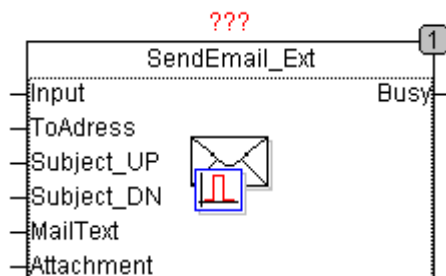 ???
1
SendEmail_Ext
Input
Busy
ToAdress
Subject_UP
Subject_DN
MailText
Attachment